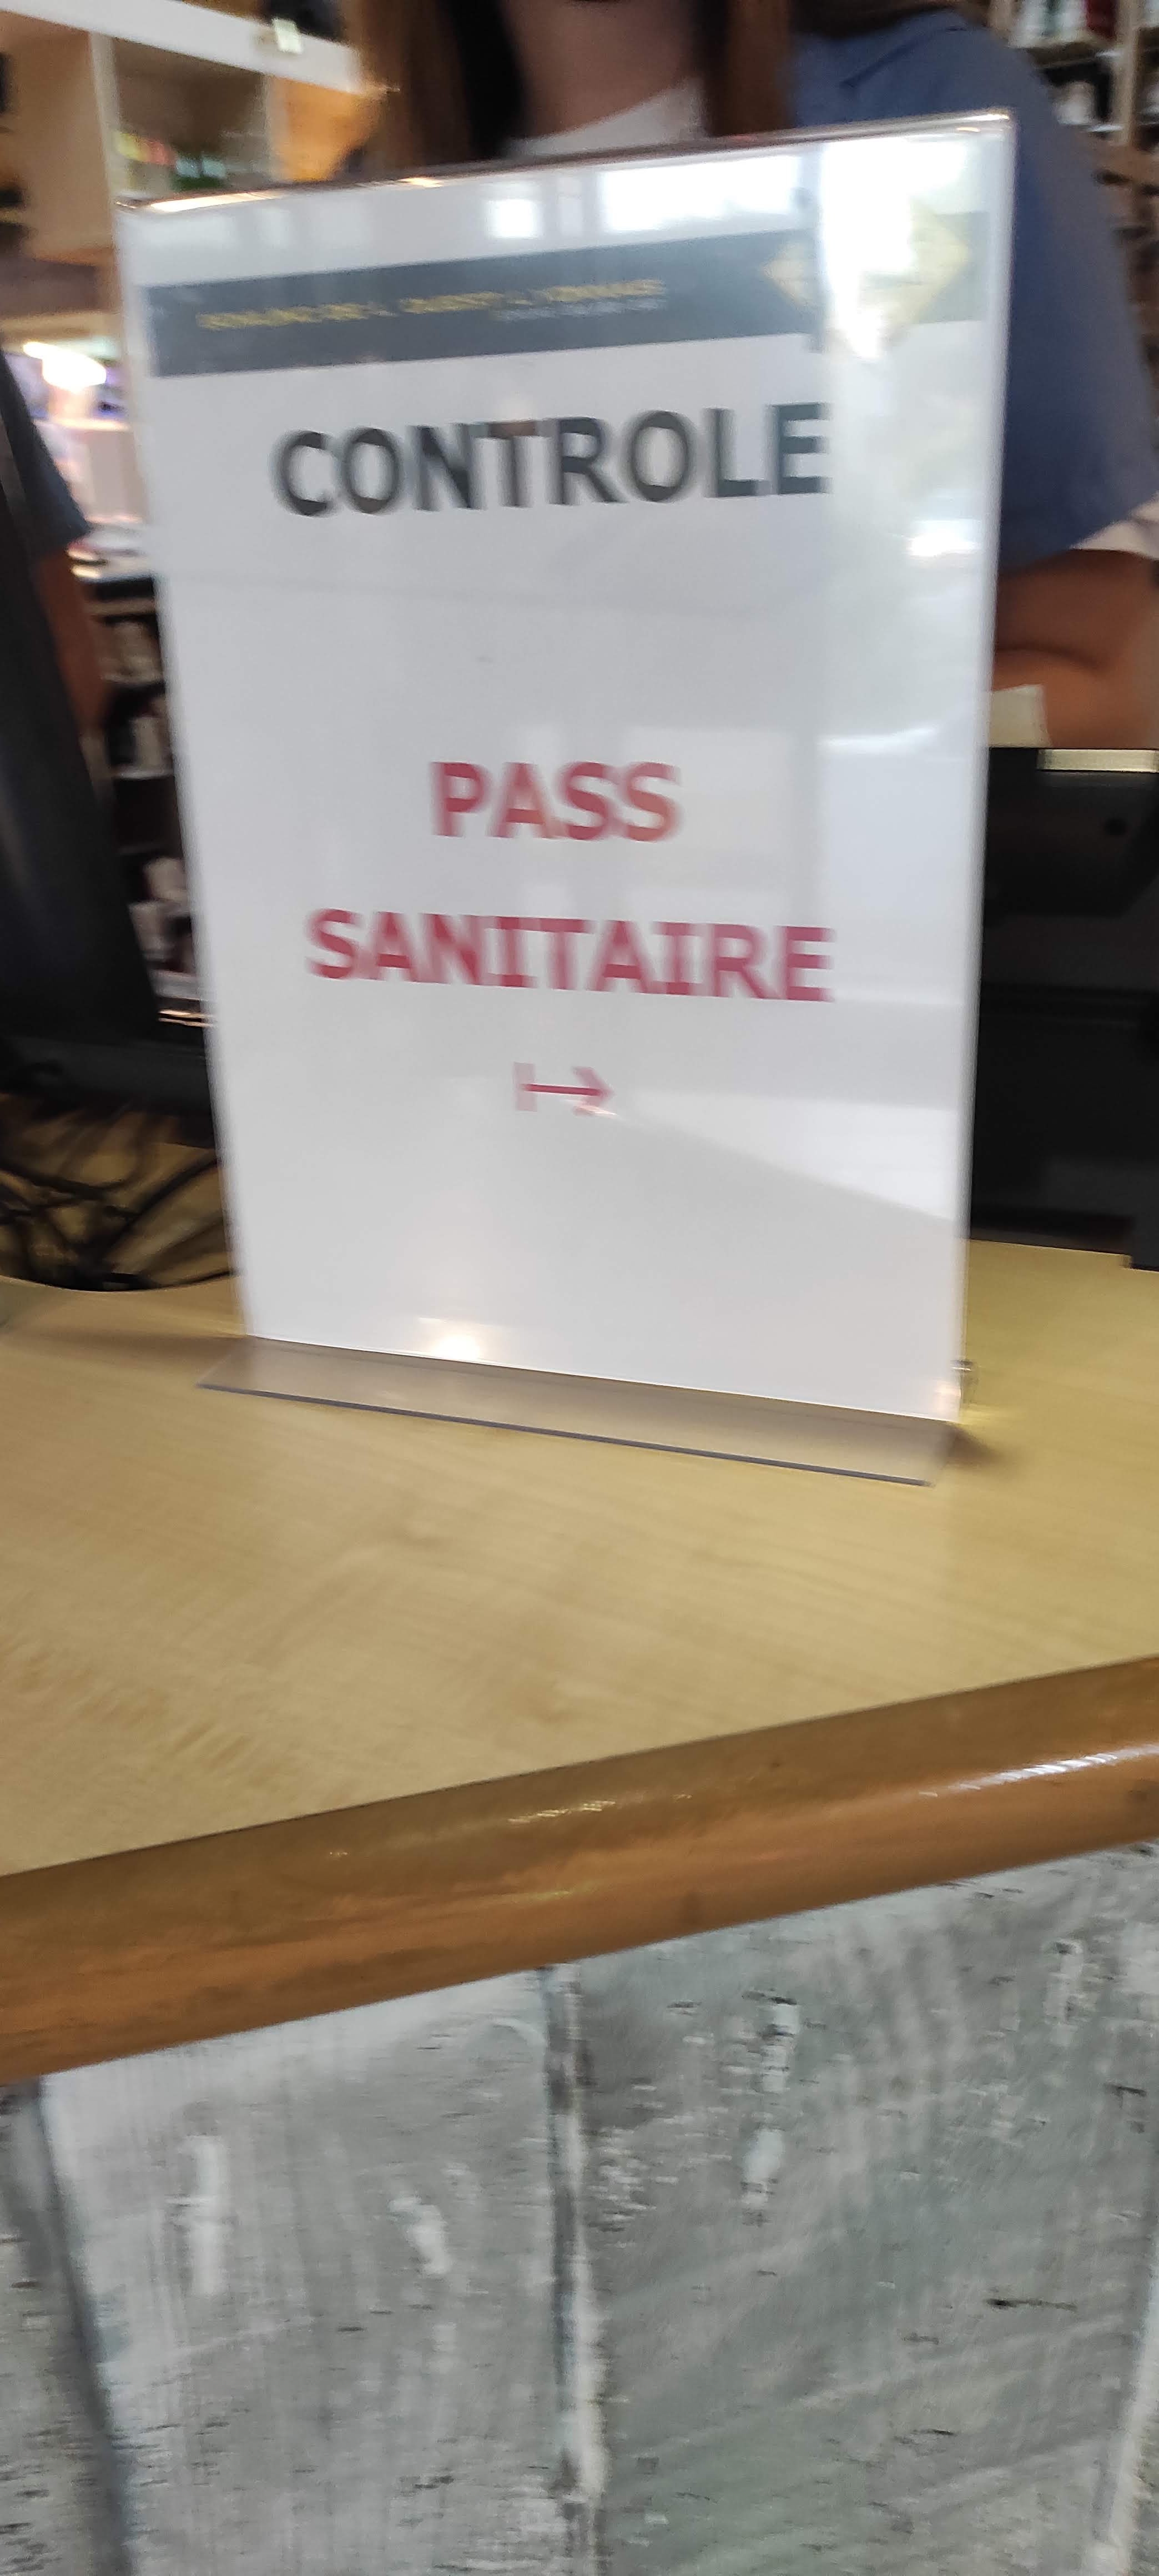 CONTROLE
PASS
SANITAIRE
↦